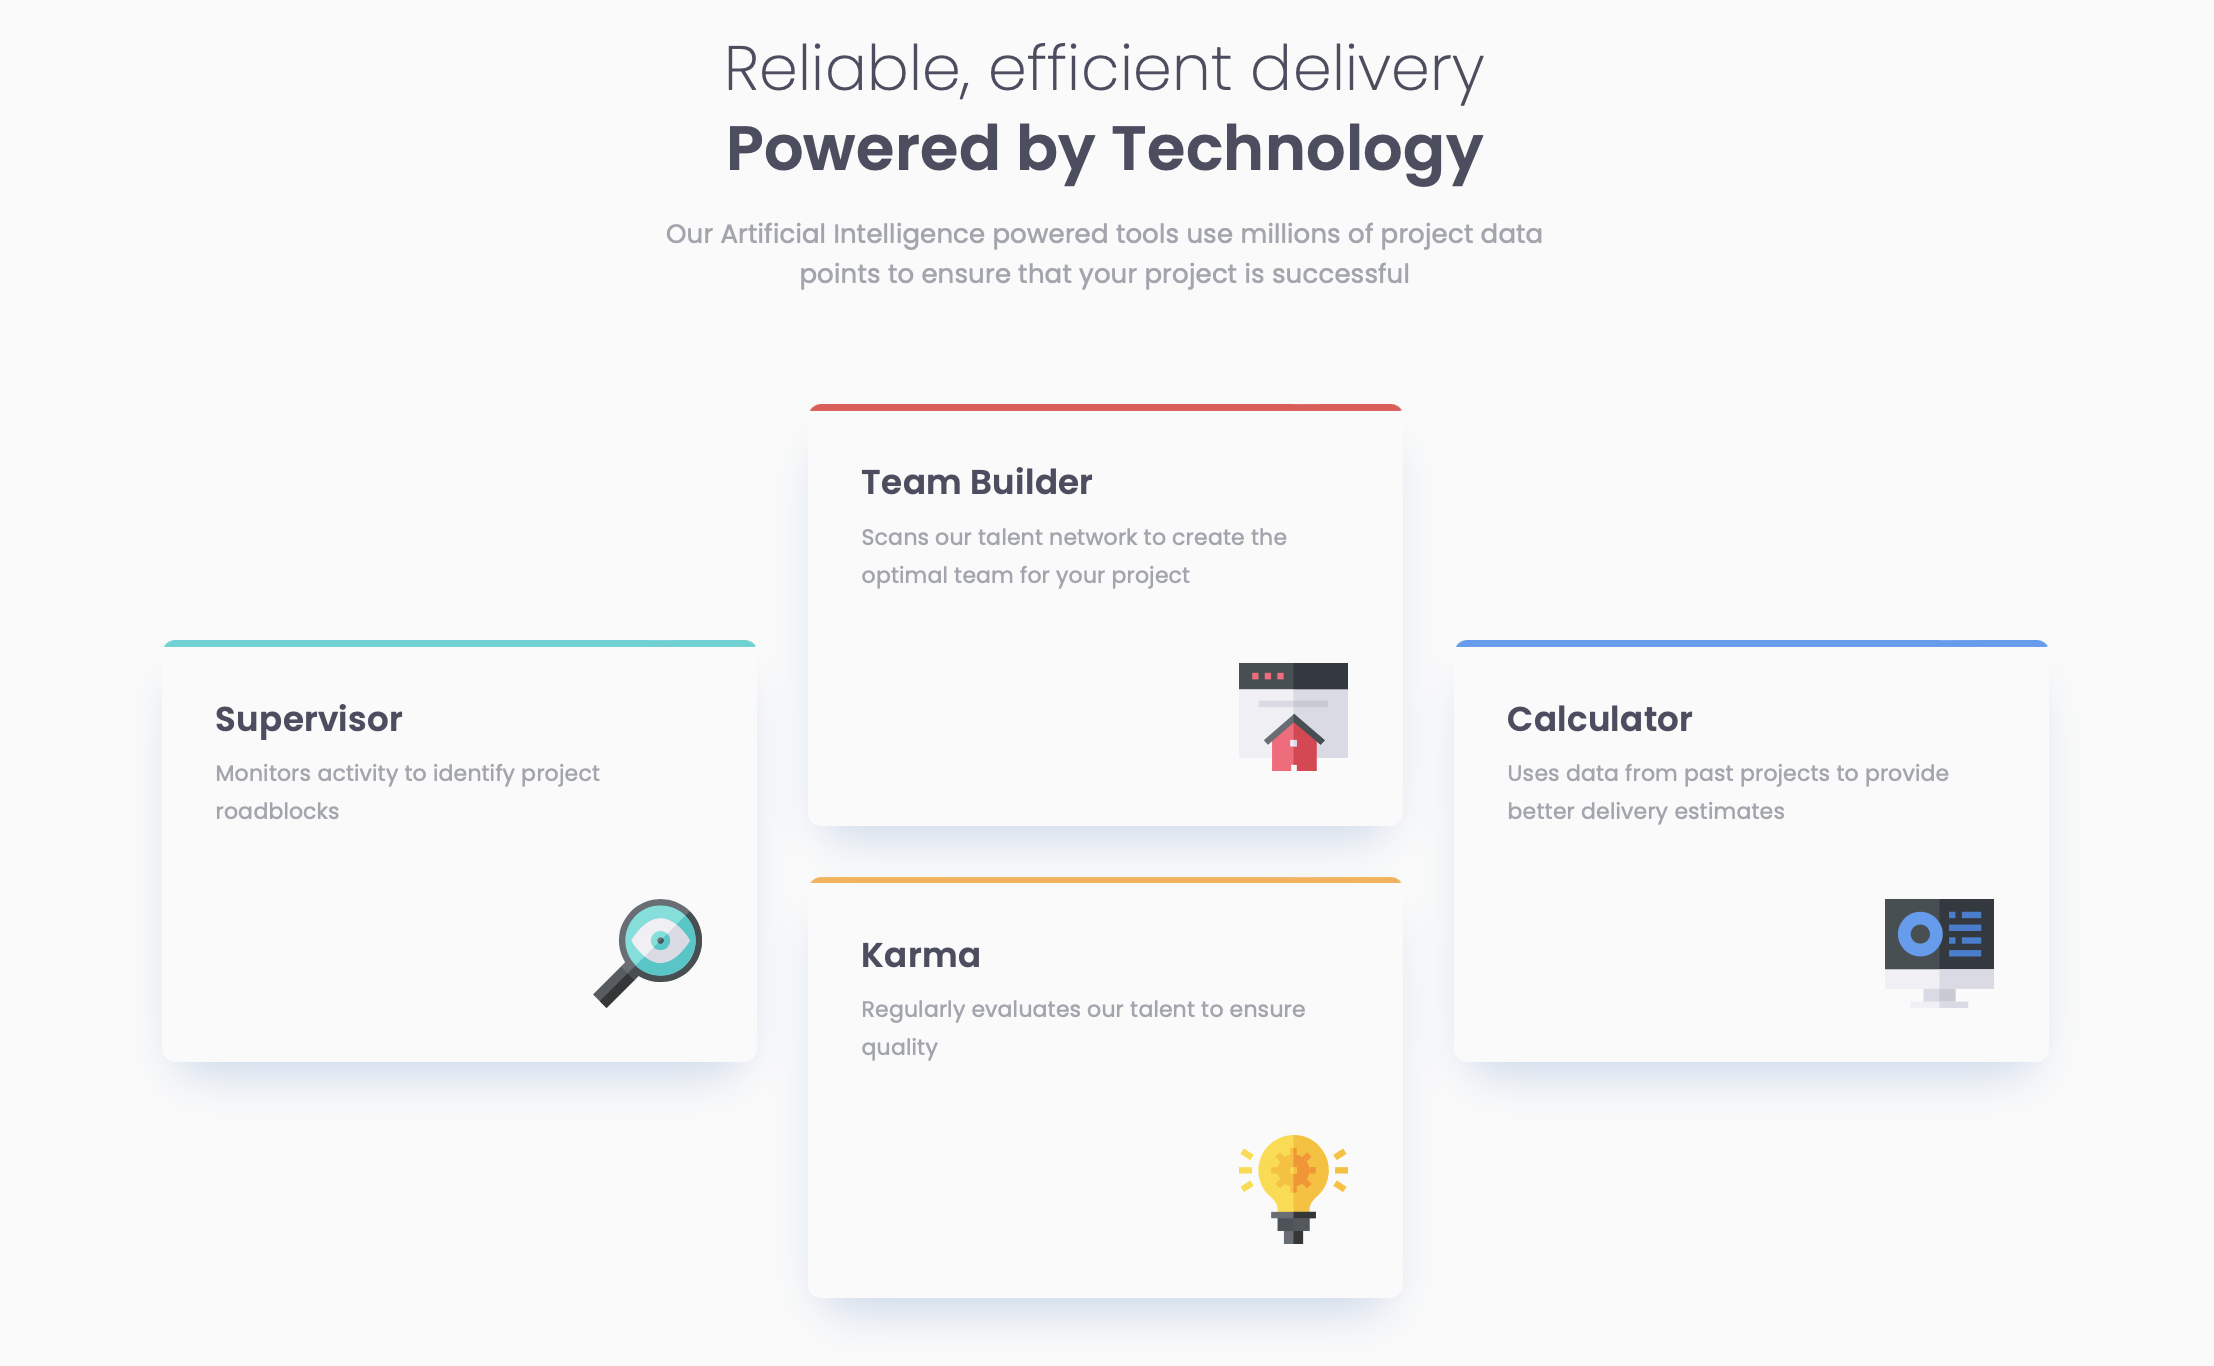 Reliable, efficient delivery
Powered by Technology
Our Artificial Intelligence powered tools use millions of project data
points to ensure that your project is successful
Supervisor
Monitors activity to identify project
roadblocks
Team Builder
Scans our talent network to create the
optimal team for your project
Karma
Regularly evaluates our talent to ensure
quality
Calculator
Uses data from past projects to provide
better delivery estimates